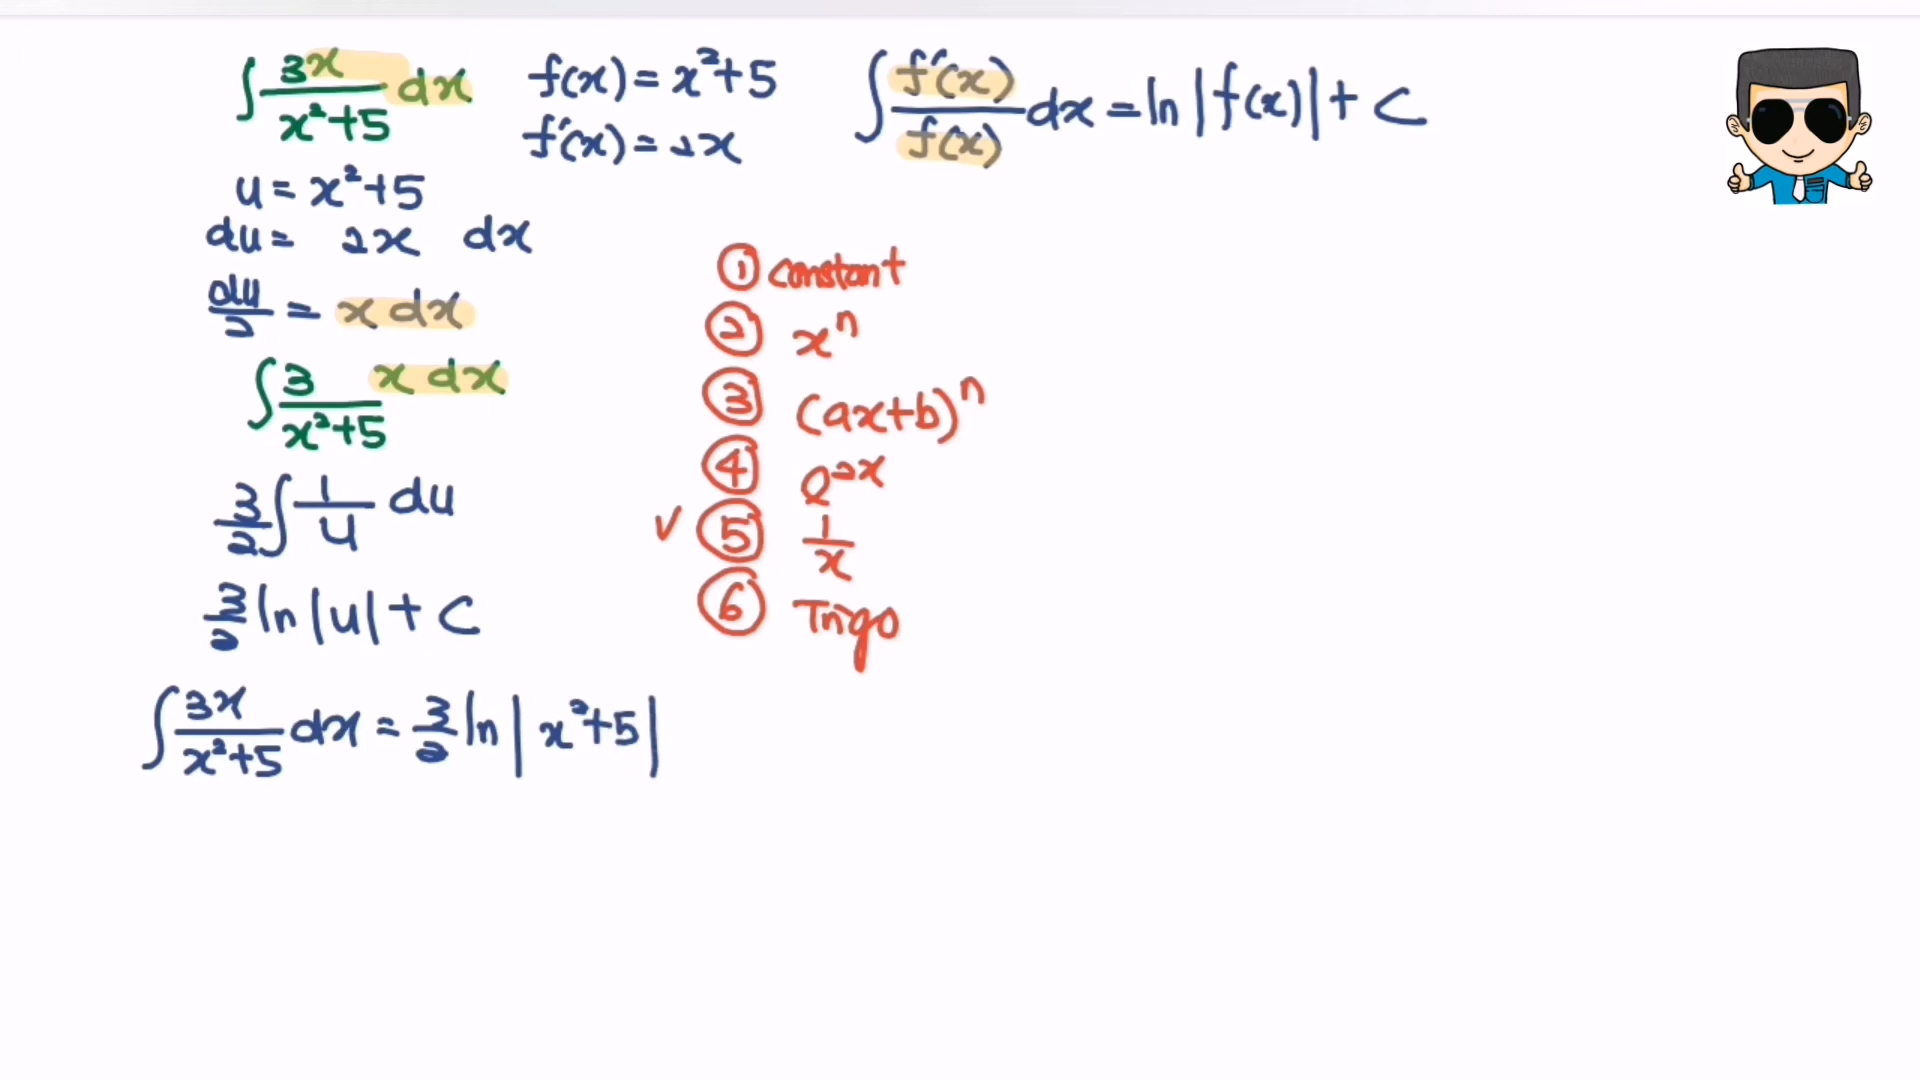 ∫ 3x/(x²+5) dx
f(x) = x²+5
f'(x) = 2x
∫ f'(x)/f(x) dx = ln |f(x)| + C
u = x²+5
du = 2x dx
du/2 = x dx
∫ 3/(x²+5) x dx
3/2 ∫ 1/u du
3/2 ln |u| + C
∫ 3x/(x²+5) dx = 3/2 ln | x²+5 |
① constant
② xⁿ
③ (ax+b)ⁿ
④ e²ˣ
✓ ⑤ 1/x
⑥ Trigo